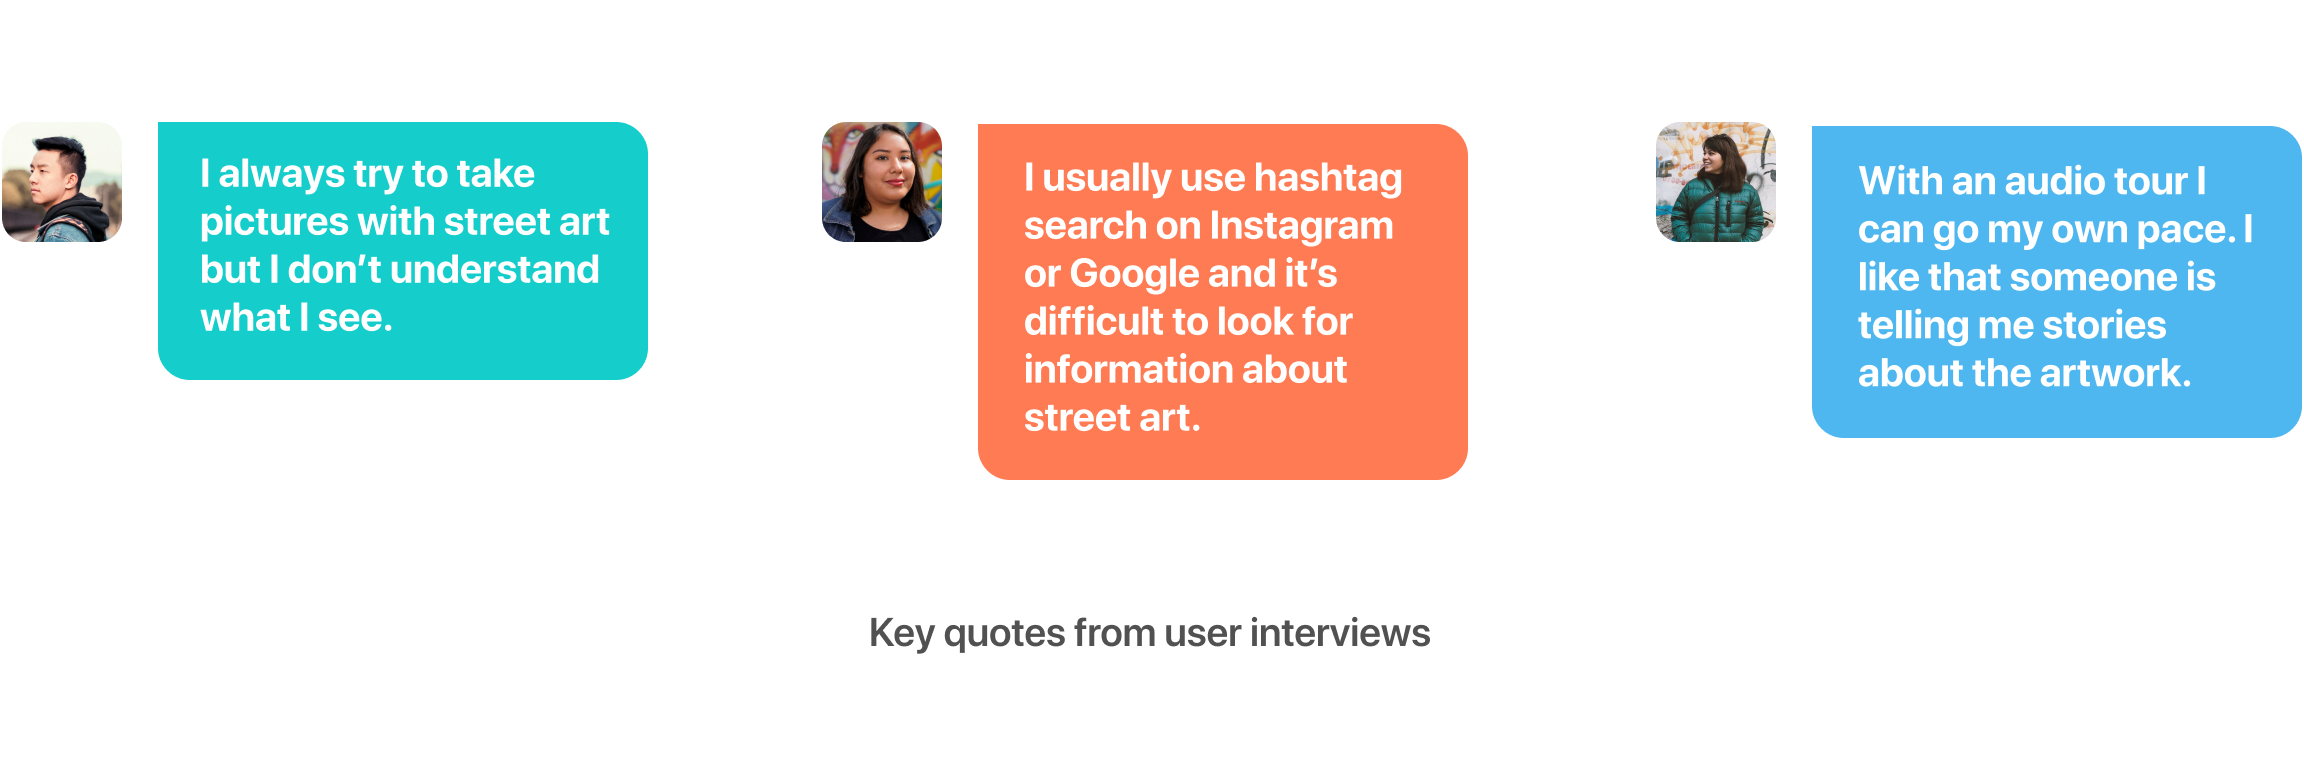 I always try to take
pictures with street art
but I don’t understand
what I see.
I usually use hashtag
search on Instagram
or Google and it’s
difficult to look for
information about
street art.
With an audio tour I
can go my own pace. I
like that someone is
telling me stories
about the artwork.
Key quotes from user interviews